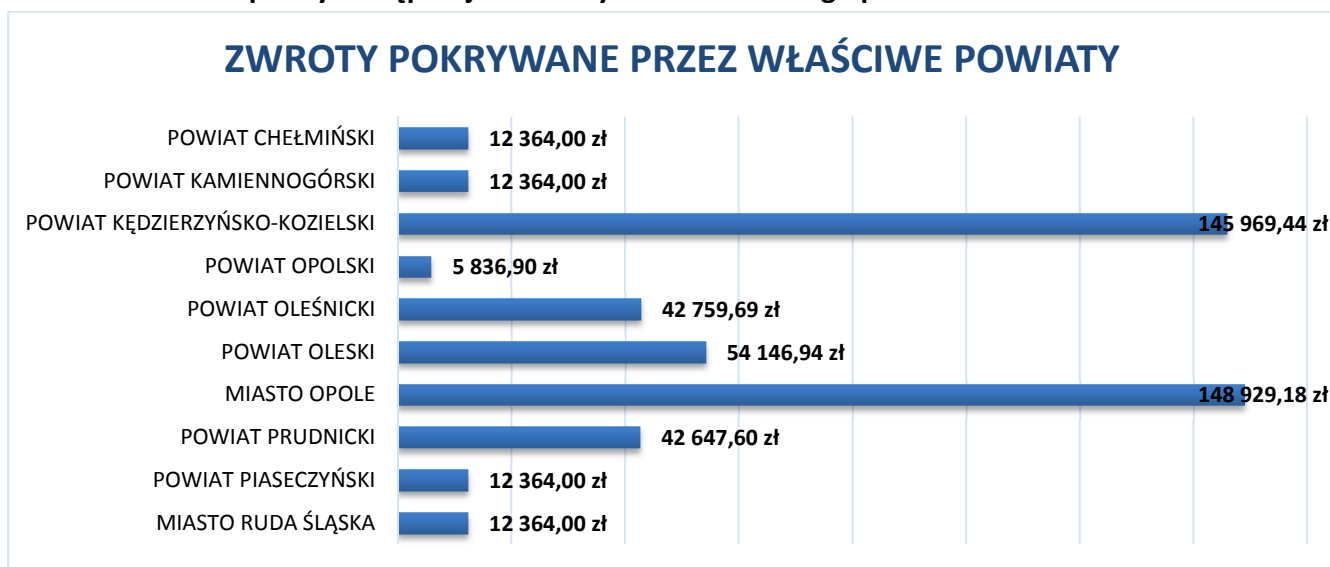 ZWROTY POKRYWANE PRZEZ WŁAŚCIWE POWIATY
POWIAT CHEŁMIŃSKI 12 364,00 zł
POWIAT KAMIENNOGÓRSKI 12 364,00 zł
POWIAT KĘDZIERZYŃSKO-KOZIELSKI 145 969,44 zł
POWIAT OPOLSKI 5 836,90 zł
POWIAT OLEŚNICKI 42 759,69 zł
POWIAT OLESKI 54 146,94 zł
MIASTO OPOLE 148 929,18 zł
POWIAT PRUDNICKI 42 647,60 zł
POWIAT PIASECZYŃSKI 12 364,00 zł
MIASTO RUDA ŚLĄSKA 12 364,00 zł